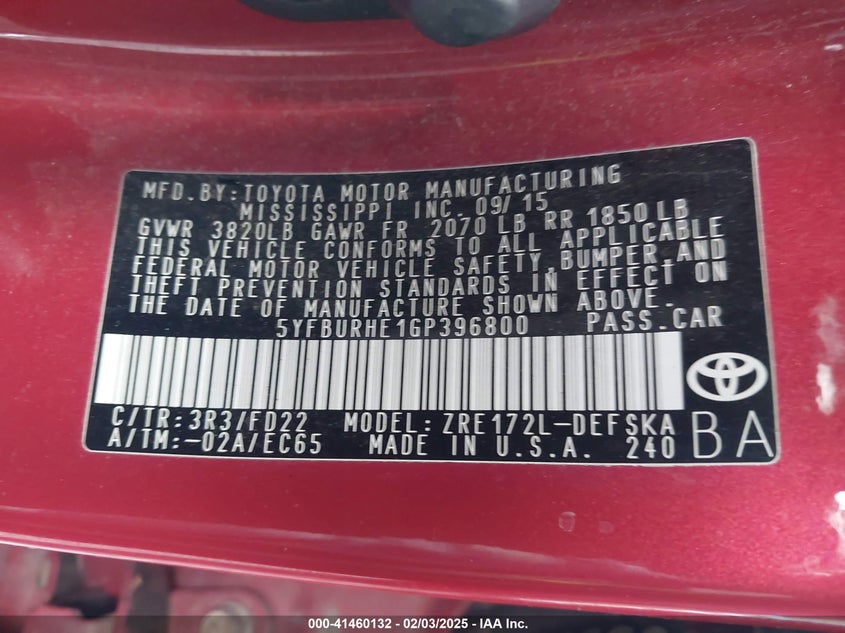 MFD.BY:TOYOTA MOTOR MANUFACTURING
MISSISSIPPI INC. 09/15
GVWR 3820LB GAWR FR 2070 LB RR 1850LB
THIS VEHICLE CONFORMS TO ALL APPLICABLE
FEDERAL MOTOR VEHICLE SAFETY,BUMPER,AND
THEFT PREVENTION STANDARDS IN EFFECT ON
THE DATE OF MANUFACTURE SHOWN ABOVE.
5YFBURHE1GP396800 PASS.CAR
C/TR:3R3/FD22 MODEL:ZRE172L-DEFSKA
A/TM:-02A/EC65 MADE IN U.S.A. 240
BA
000-41460132 - 02/03/2025 - IAA Inc.